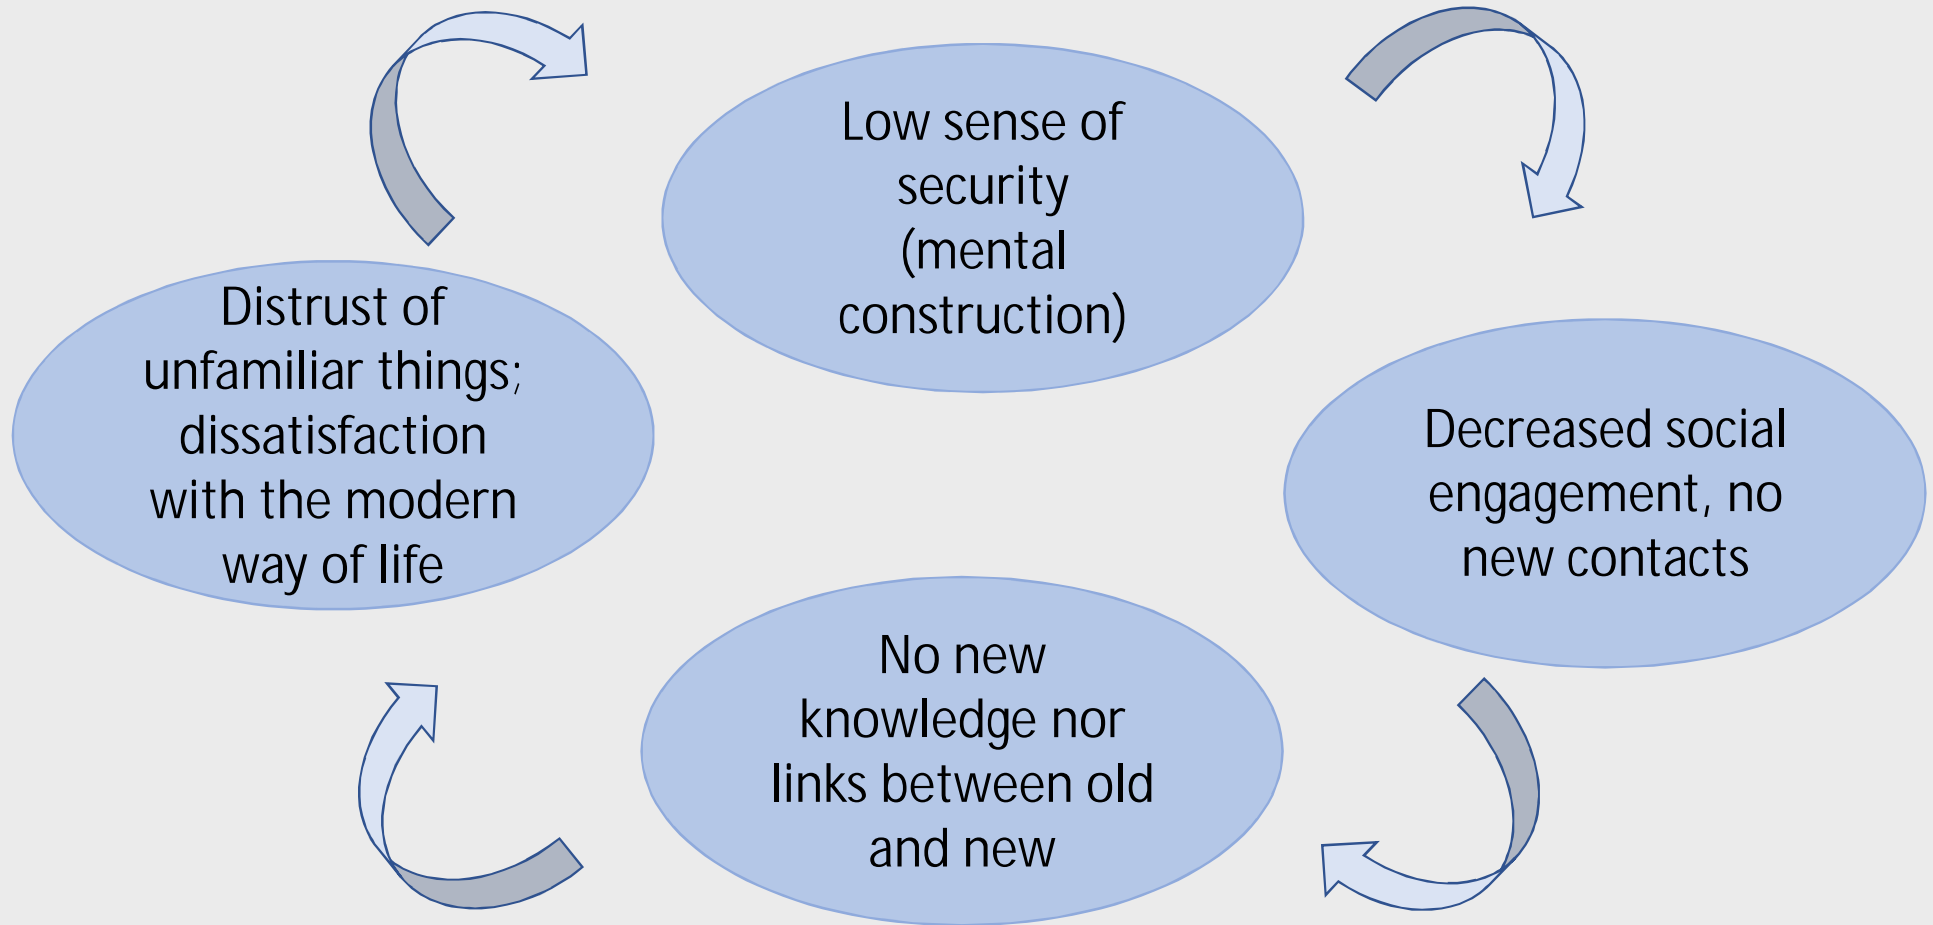 Low sense of
security
(mental
construction)
Distrust of
unfamiliar things;
dissatisfaction
with the modern
way of life
Decreased social
engagement, no
new contacts
No new
knowledge nor
links between old
and new